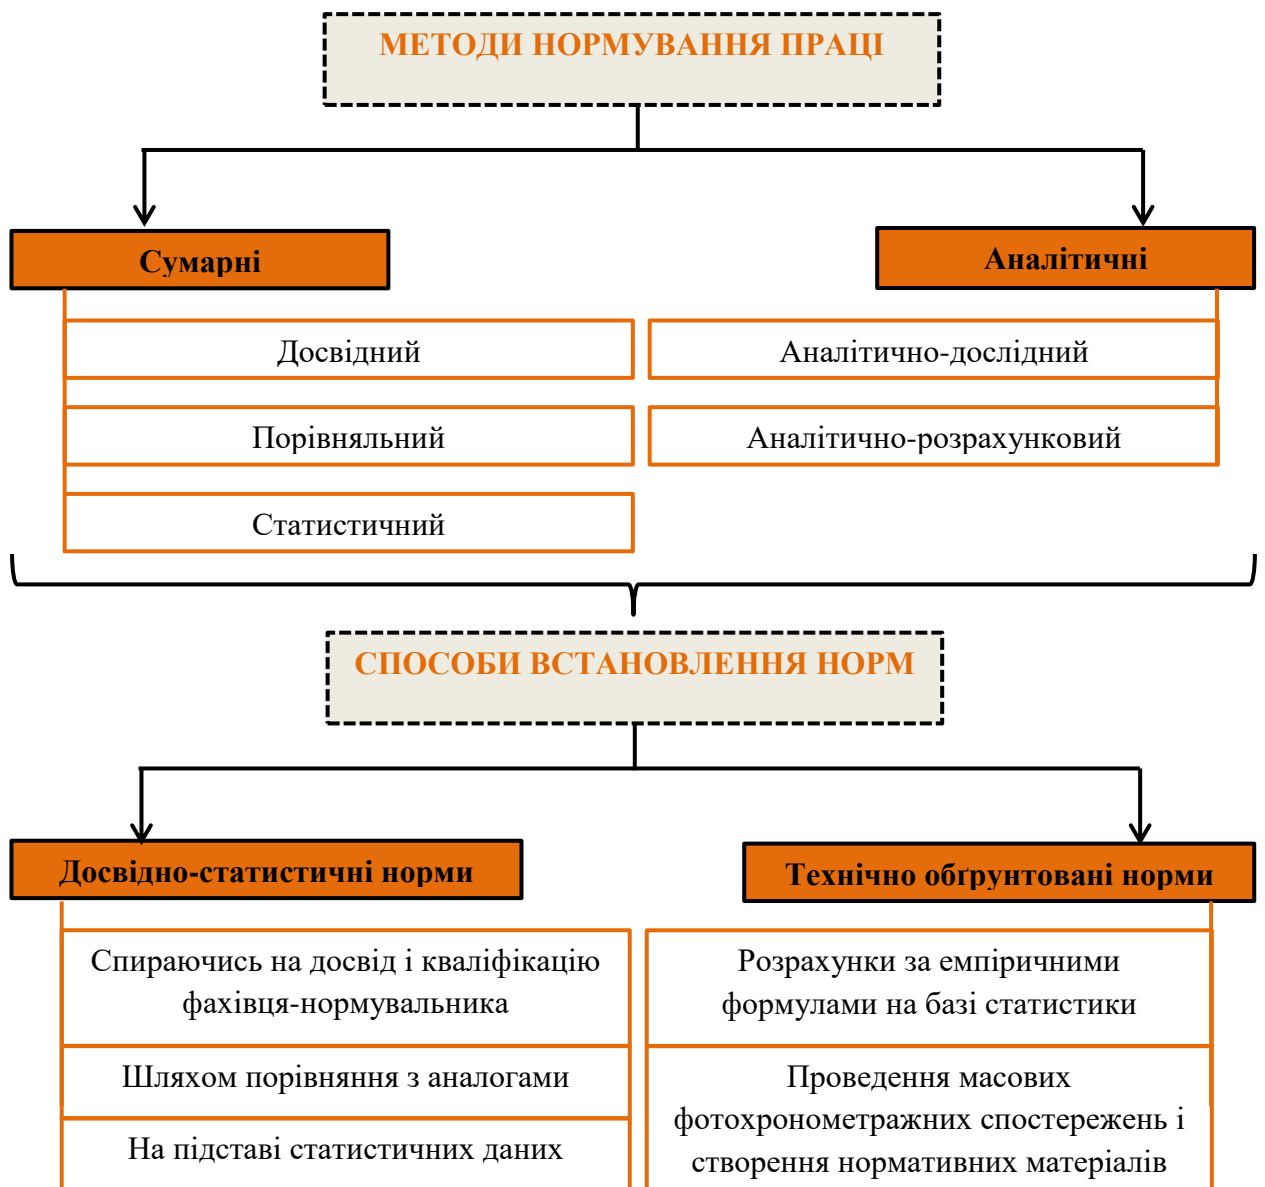 МЕТОДИ НОРМУВАННЯ ПРАЦІ
Сумарні
Аналітичні
Досвідний
Аналітично-дослідний
Порівняльний
Аналітично-розрахунковий
Статистичний
СПОСОБИ ВСТАНОВЛЕННЯ НОРМ
Досвідно-статистичні норми
Технічно обґрунтовані норми
Спираючись на досвід і кваліфікацію
фахівця-нормувальника
Шляхом порівняння з аналогами
На підставі статистичних даних
Розрахунки за емпіричними
формулами на базі статистики
Проведення масових
фотохронометражних спостережень і
створення нормативних матеріалів